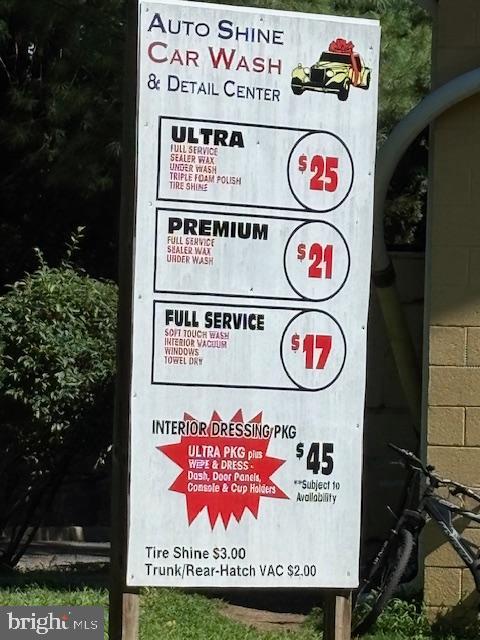 AUTO SHINE
CAR WASH
& DETAIL CENTER
ULTRA
FULL SERVICE
SEALER WAX
UNDER WASH
TRIPLE FOAM POLISH
TIRE SHINE
$25
PREMIUM
FULL SERVICE
SEALER WAX
UNDER WASH
$21
FULL SERVICE
SOFT TOUCH WASH
INTERIOR VACUUM
WINDOWS
TOWEL DRY
$17
INTERIOR DRESSING PKG
ULTRA PKG plus
WIPE & DRESS -
Dash, Door Panels,
Console & Cup Holders
$45
**Subject to
Availability
Tire Shine $3.00
Trunk/Rear-Hatch VAC $2.00
bright MLS